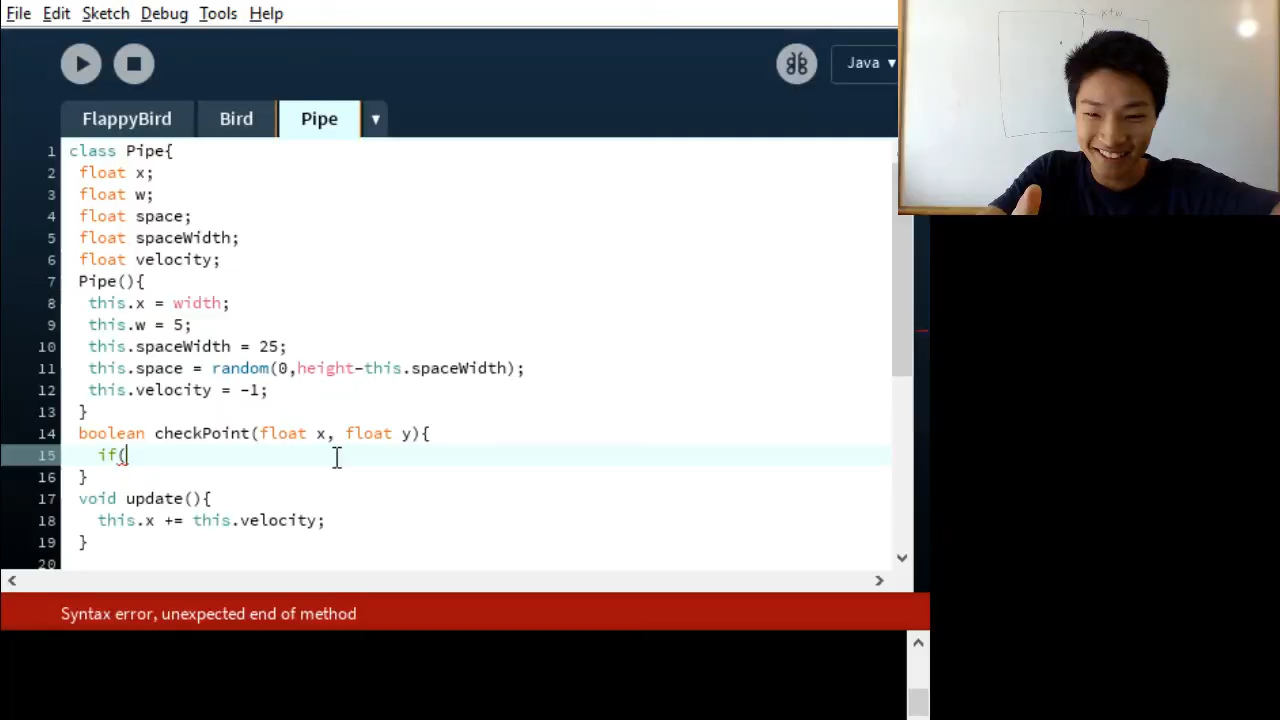 File Edit Sketch Debug Tools Help
x x+w
Java ▾
FlappyBird Bird Pipe ▾
1 class Pipe{
2 float x;
3 float w;
4 float space;
5 float spaceWidth;
6 float velocity;
7 Pipe(){
8 this.x = width;
9 this.w = 5;
10 this.spaceWidth = 25;
11 this.space = random(0,height-this.spaceWidth);
12 this.velocity = -1;
13 }
14 boolean checkPoint(float x, float y){
15 if(
16 }
17 void update(){
18 this.x += this.velocity;
19 }
20
Syntax error, unexpected end of method